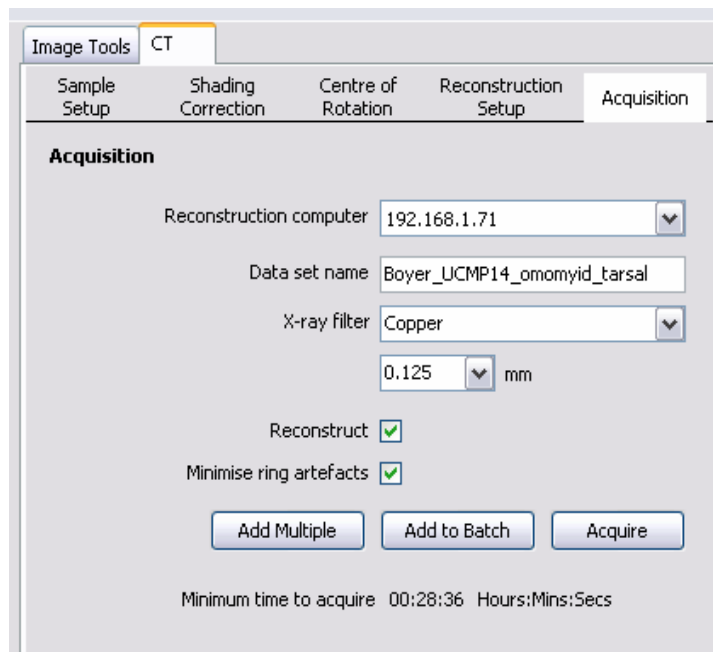 Image Tools CT
Sample Setup
Shading Correction
Centre of Rotation
Reconstruction Setup
Acquisition
Acquisition
Reconstruction computer 192.168.1.71
Data set name Boyer_UCMP14_omomyid_tarsal
X-ray filter Copper
0.125 mm
Reconstruct
Minimise ring artefacts
Add Multiple Add to Batch Acquire
Minimum time to acquire 00:28:36 Hours:Mins:Secs